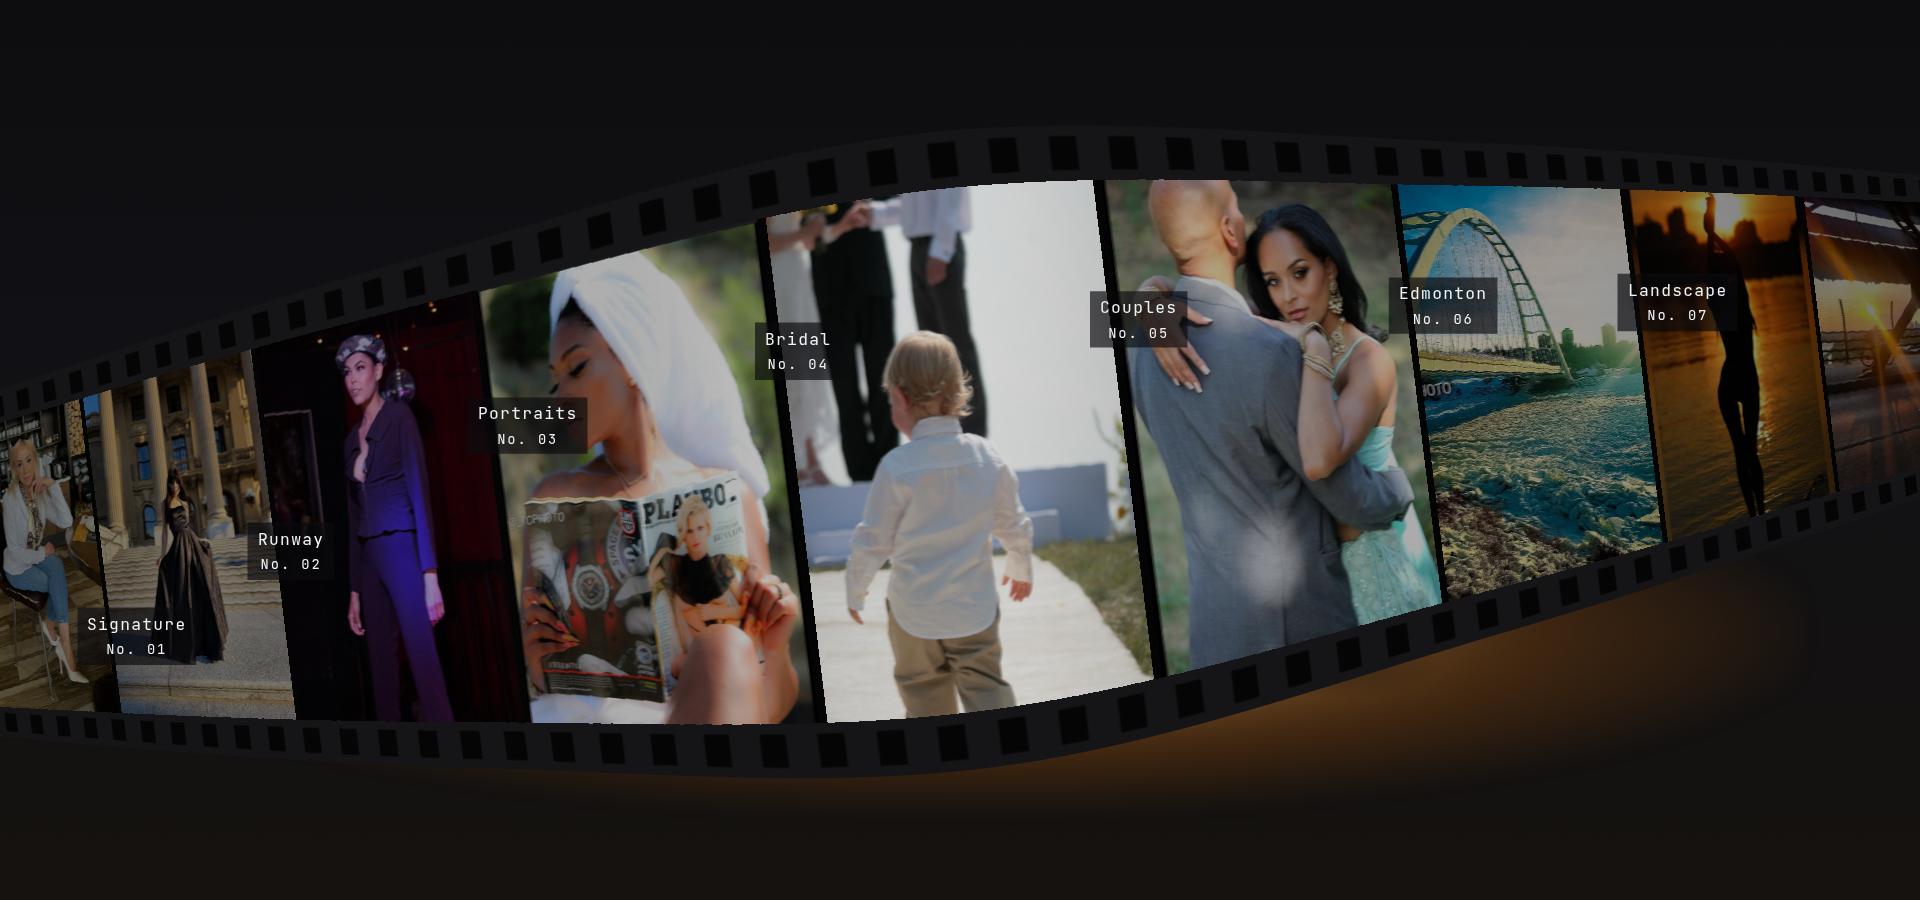 Signature
No. 01
Runway
No. 02
Portraits
No. 03
PLAYBO
Bridal
No. 04
Couples
No. 05
Edmonton
No. 06
Landscape
No. 07